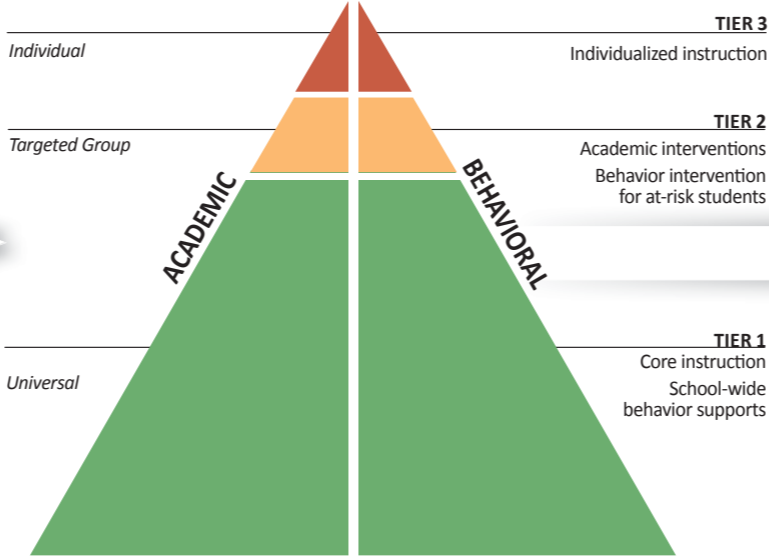 TIER 3
Individual
Individualized instruction
TIER 2
Targeted Group
Academic interventions
Behavior intervention
for at-risk students
ACADEMIC
BEHAVIORAL
TIER 1
Core instruction
Universal
School-wide
behavior supports